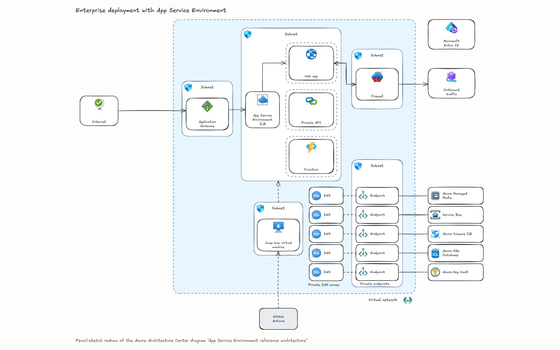 Enterprise deployment with App Service Environment
Subnet
Microsoft
Entra ID
Subnet
Web app
Subnet
Firewall
Outbound
traffic
Internet
Application
Gateway
App Service
Environment
ILB
Private API
Function
Subnet
Subnet
Jump box virtual
machine
DNS
Endpoint
Azure Managed
Redis
DNS
Endpoint
Service Bus
DNS
Endpoint
Azure Cosmos DB
DNS
Endpoint
Azure SQL
Database
DNS
Endpoint
Azure Key Vault
Private DNS zones
Private endpoints
Virtual network
GitHub
Actions
Pencil-sketch redraw of the Azure Architecture Center diagram "App Service Environment reference architecture"